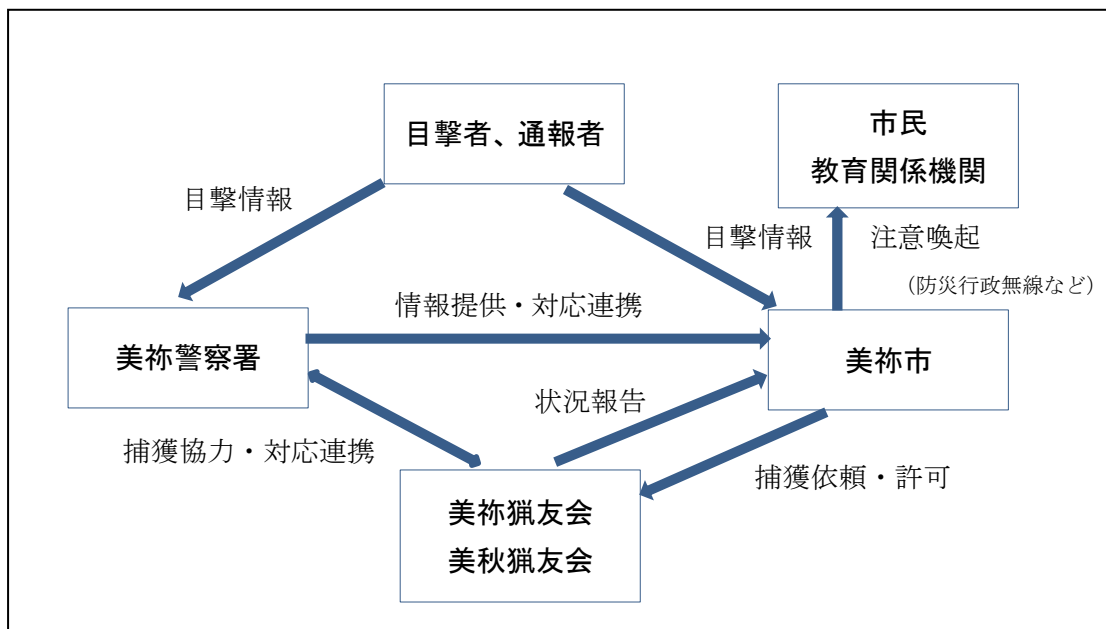 目撃者、通報者
市民
教育関係機関
目撃情報
目撃情報
注意喚起
(防災行政無線など)
情報提供・対応連携
美祢警察署
美祢市
状況報告
捕獲協力・対応連携
捕獲依頼・許可
美祢猟友会
美秋猟友会